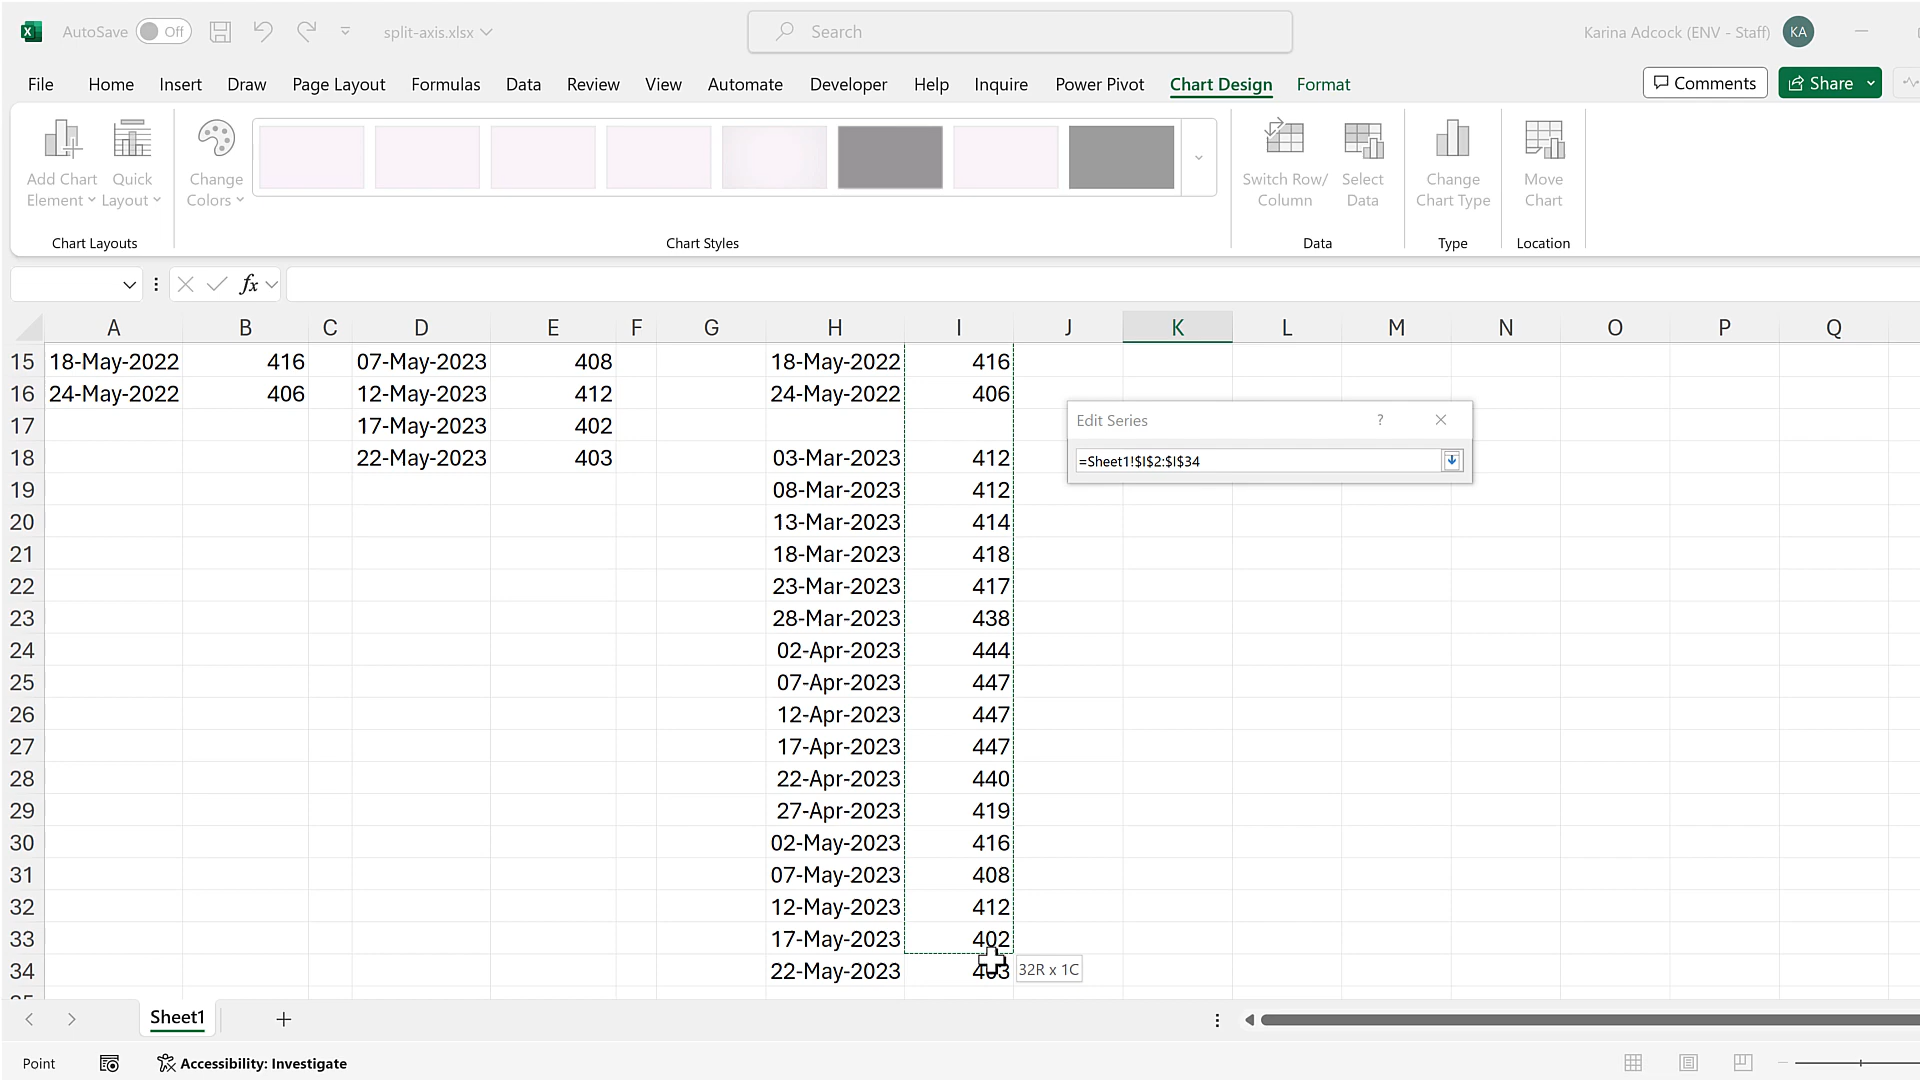 AutoSave Off split-axis.xlsx Search Karina Adcock (ENV - Staff) KA
File Home Insert Draw Page Layout Formulas Data Review View Automate Developer Help Inquire Power Pivot Chart Design Format Comments Share
Add Chart Element Quick Layout Change Colors Switch Row/ Column Select Data Change Chart Type Move Chart
Chart Layouts Chart Styles Data Type Location
fx
A B C D E F G H I J K L M N O P Q
15 18-May-2022 416 07-May-2023 408 18-May-2022 416
16 24-May-2022 406 12-May-2023 412 24-May-2022 406
Edit Series ?
17 17-May-2023 402
18 22-May-2023 403 03-Mar-2023 412
=Sheet1!$I$2:$I$34
19 08-Mar-2023 412
20 13-Mar-2023 414
21 18-Mar-2023 418
22 23-Mar-2023 417
23 28-Mar-2023 438
24 02-Apr-2023 444
25 07-Apr-2023 447
26 12-Apr-2023 447
27 17-Apr-2023 447
28 22-Apr-2023 440
29 27-Apr-2023 419
30 02-May-2023 416
31 07-May-2023 408
32 12-May-2023 412
33 17-May-2023 402
34 22-May-2023 403 32R x 1C
Sheet1
Point Accessibility: Investigate